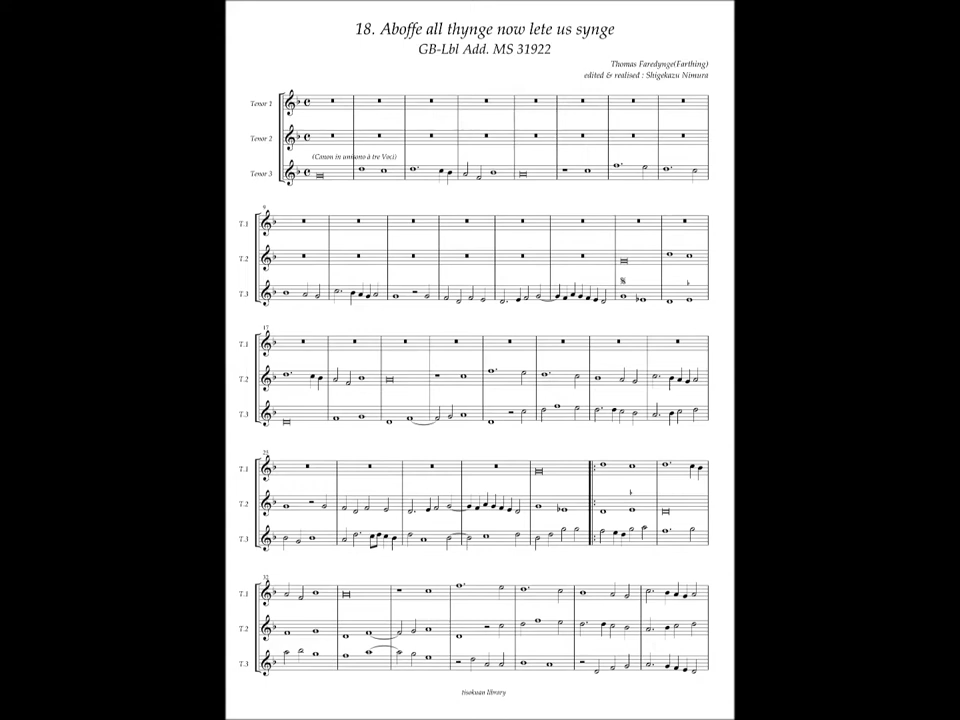 18. Aboffe all thynge now lete us synge
GB-Lbl Add. MS 31922
Thomas Faredynge(Farthing)
edited & realised : Shigekazu Nimura
Tenor 1
Tenor 2
(Canon in unisono à tre Voci)
Tenor 3
9
T.1
T.2
T.3
17
T.1
T.2
T.3
25
T.1
T.2
T.3
32
T.1
T.2
T.3
tisokuan library